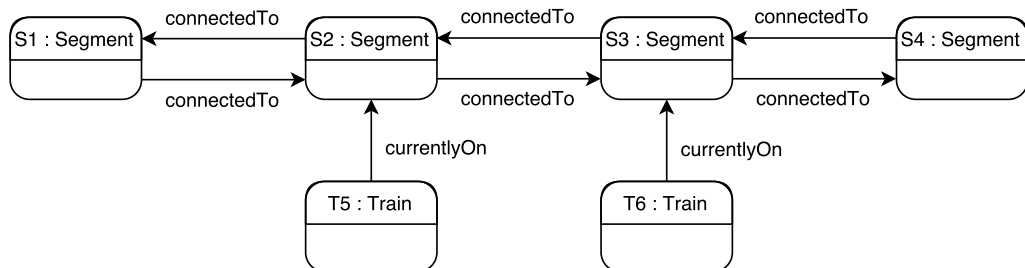 connectedTo
connectedTo
connectedTo
S1 : Segment
S2 : Segment
S3 : Segment
S4 : Segment
connectedTo
connectedTo
connectedTo
currentlyOn
currentlyOn
T5 : Train
T6 : Train